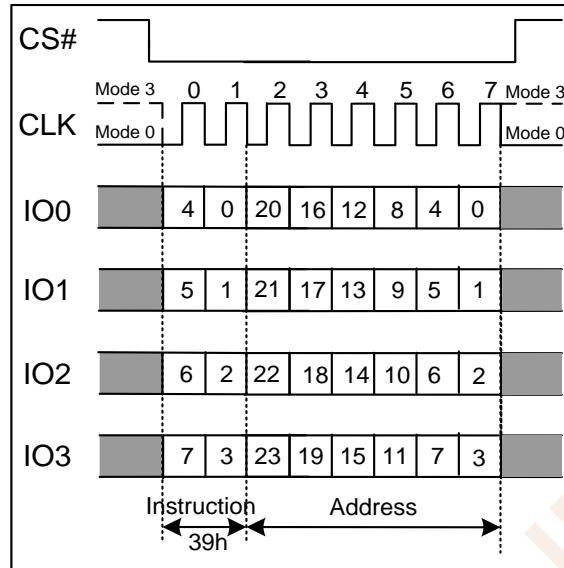 CS#
Mode 3 0 1 2 3 4 5 6 7 Mode 3
CLK
Mode 0 Mode 0
IO0 4 0 20 16 12 8 4 0
IO1 5 1 21 17 13 9 5 1
IO2 6 2 22 18 14 10 6 2
IO3 7 3 23 19 15 11 7 3
Instruction Address
39h